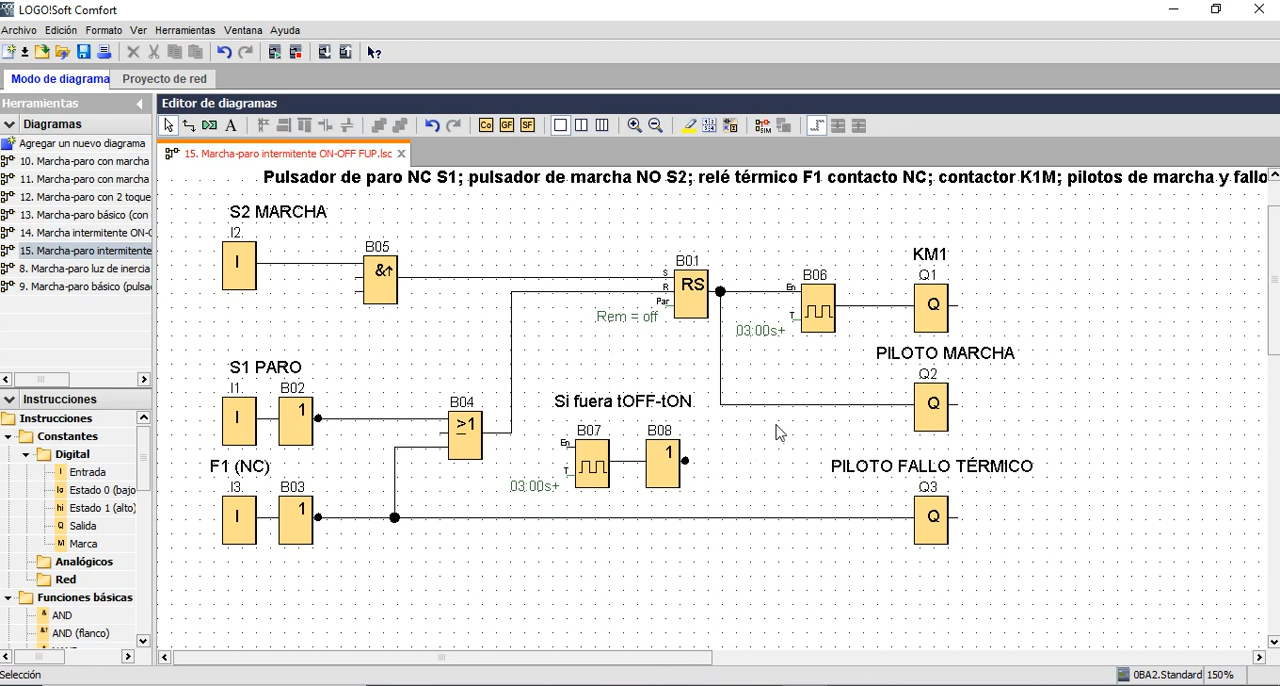 LOGO!Soft Comfort
Archivo Edición Formato Ver Herramientas Ventana Ayuda
Modo de diagrama Proyecto de red
Herramientas
Diagramas
Agregar un nuevo diagrama
10. Marcha-paro con marcha
11. Marcha-paro con marcha
12. Marcha-paro con 2 toque
13. Marcha-paro básico (con
14. Marcha intermitente ON-O
15. Marcha-paro intermitente
8. Marcha-paro luz de inercia
9. Marcha-paro básico (pulsa
Instrucciones
Instrucciones
Constantes
Digital
I Entrada
lo Estado 0 (bajo
hi Estado 1 (alto)
Q Salida
M Marca
Analógicos
Red
Funciones básicas
& AND
&↑ AND (flanco)
Editor de diagramas
A Co GF SF
15. Marcha-paro intermitente ON-OFF FUP.lsc
Pulsador de paro NC S1; pulsador de marcha NO S2; relé térmico F1 contacto NC; contactor K1M; pilotos de marcha y fallo
S2 MARCHA
I2
I
B05
&↑
B01
S
R
Par
RS
Rem = off
B06
En
T
03:00s+
KM1
Q1
Q
PILOTO MARCHA
Q2
Q
S1 PARO
I1
I
B02
1
B04
>1
Si fuera tOFF-tON
B07
En
T
03:00s+
B08
1
F1 (NC)
I3
I
B03
1
PILOTO FALLO TÉRMICO
Q3
Q
Selección
0BA2.Standard 150%